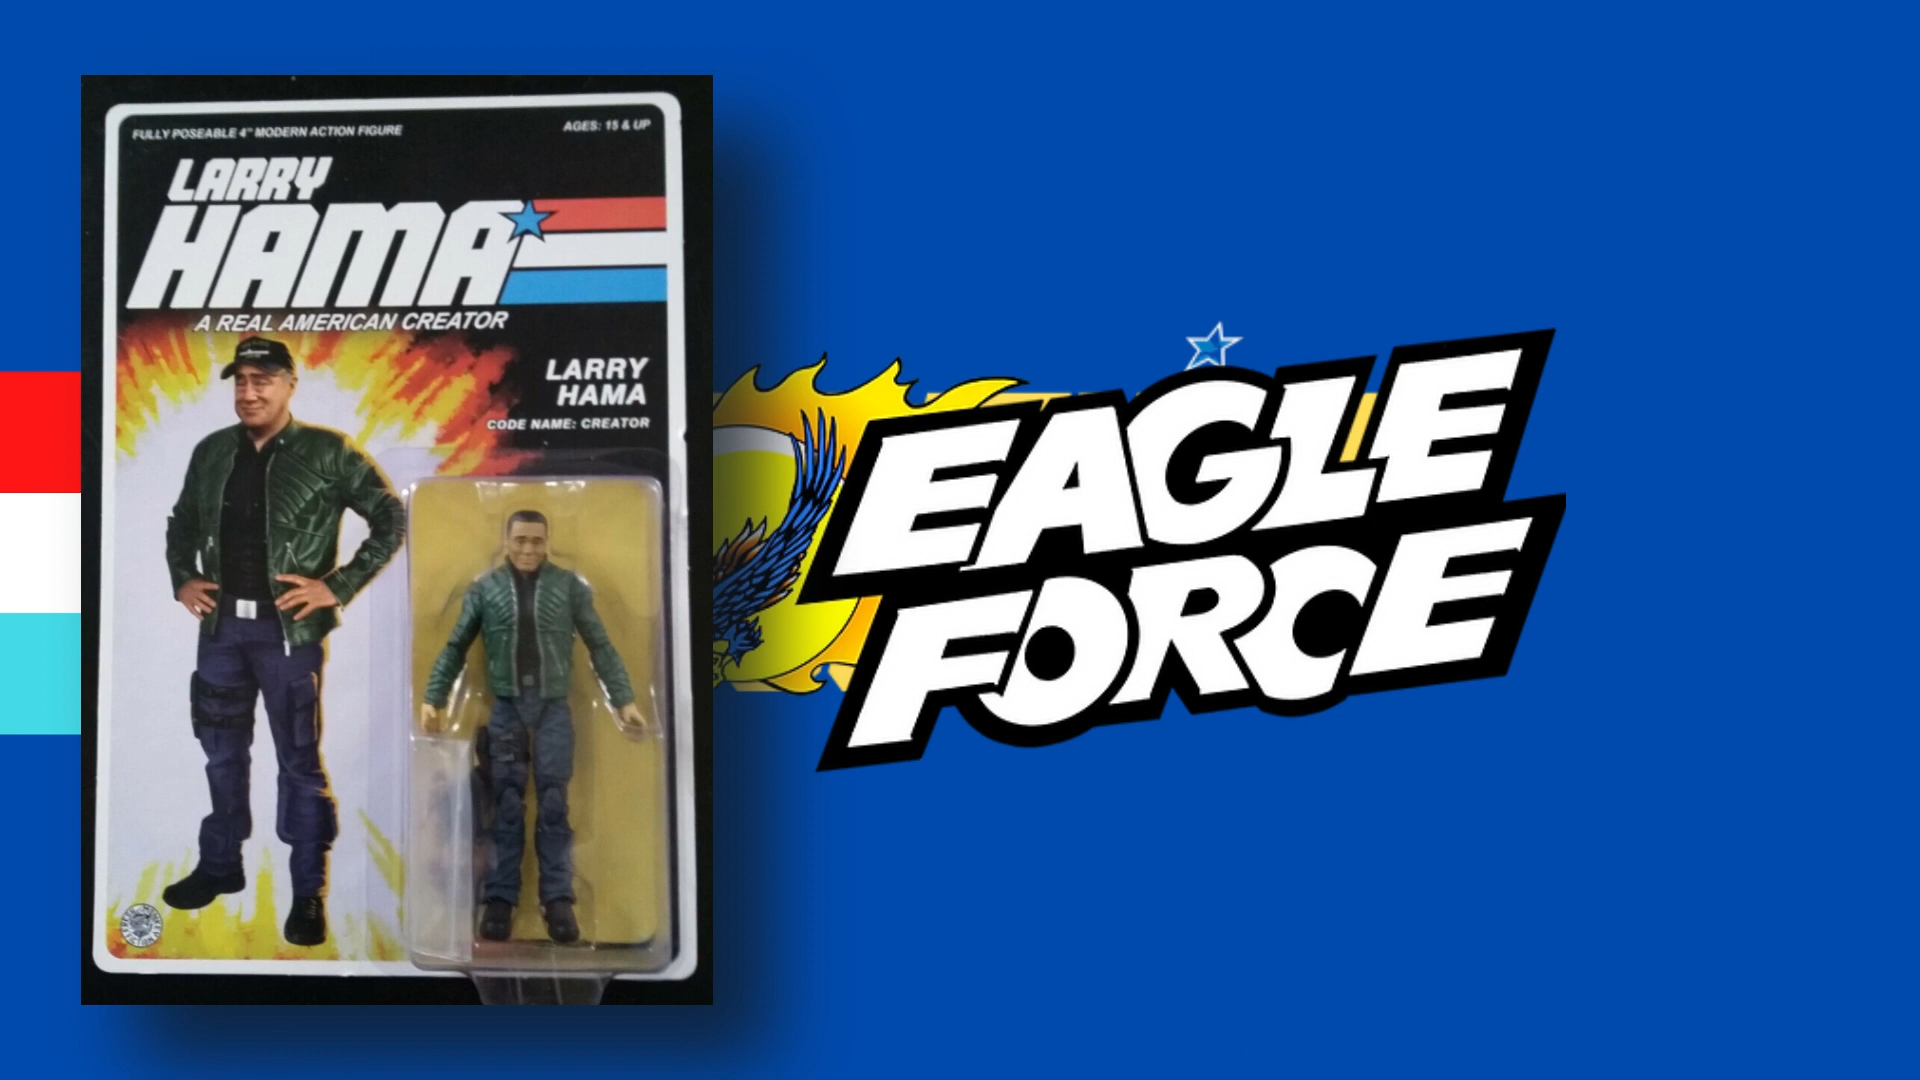 FULLY POSEABLE 4" MODERN ACTION FIGURE
AGES: 15 & UP
LARRY
HAMA
A REAL AMERICAN CREATOR
LARRY
HAMA
CODE NAME: CREATOR
EAGLE
FORCE